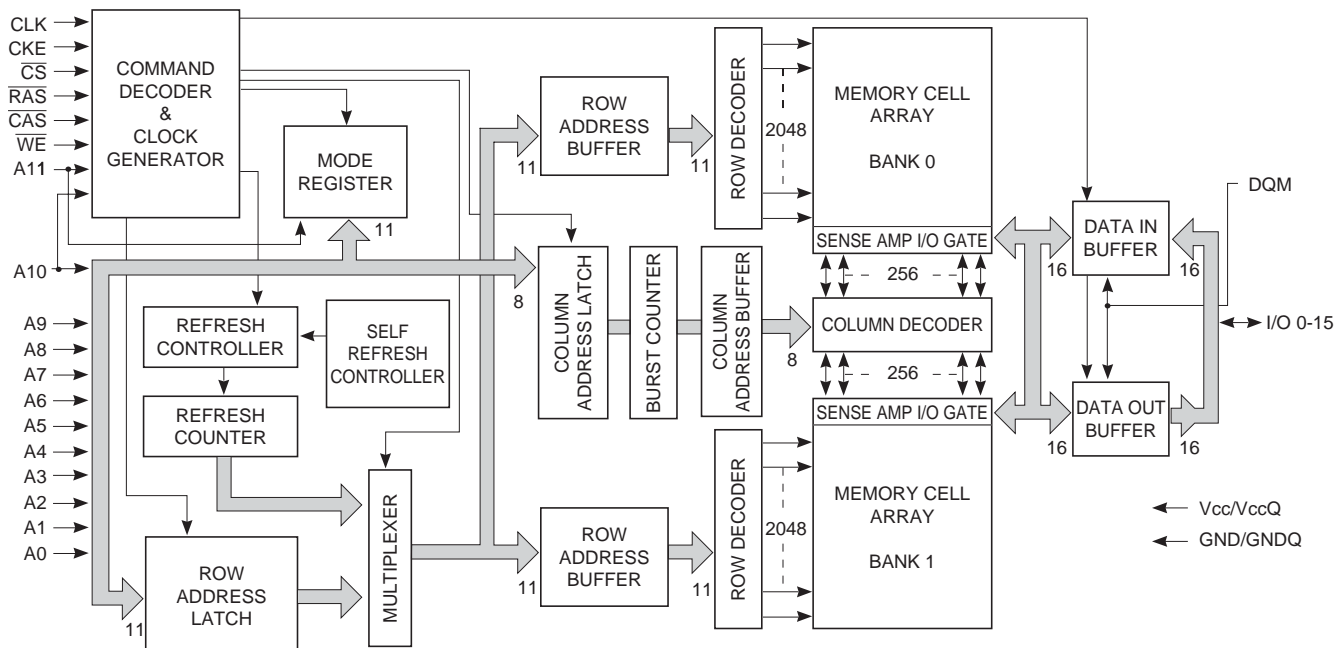 CLK
CKE
CS
RAS
CAS
WE
A11
A10
A9
A8
A7
A6
A5
A4
A3
A2
A1
A0
COMMAND
DECODER
&
CLOCK
GENERATOR
MODE
REGISTER
11
REFRESH
CONTROLLER
SELF
REFRESH
CONTROLLER
REFRESH
COUNTER
ROW
ADDRESS
LATCH
11
MULTIPLEXER
ROW
ADDRESS
BUFFER
11
11
ROW DECODER
2048
MEMORY CELL
ARRAY
BANK 0
SENSE AMP I/O GATE
256
8
COLUMN
ADDRESS LATCH
BURST COUNTER
COLUMN
ADDRESS BUFFER
8
COLUMN DECODER
256
SENSE AMP I/O GATE
MEMORY CELL
ARRAY
BANK 1
ROW
ADDRESS
BUFFER
11
11
ROW DECODER
2048
DATA IN
BUFFER
16
16
DQM
I/O 0-15
DATA OUT
BUFFER
16
16
Vcc/VccQ
GND/GNDQ